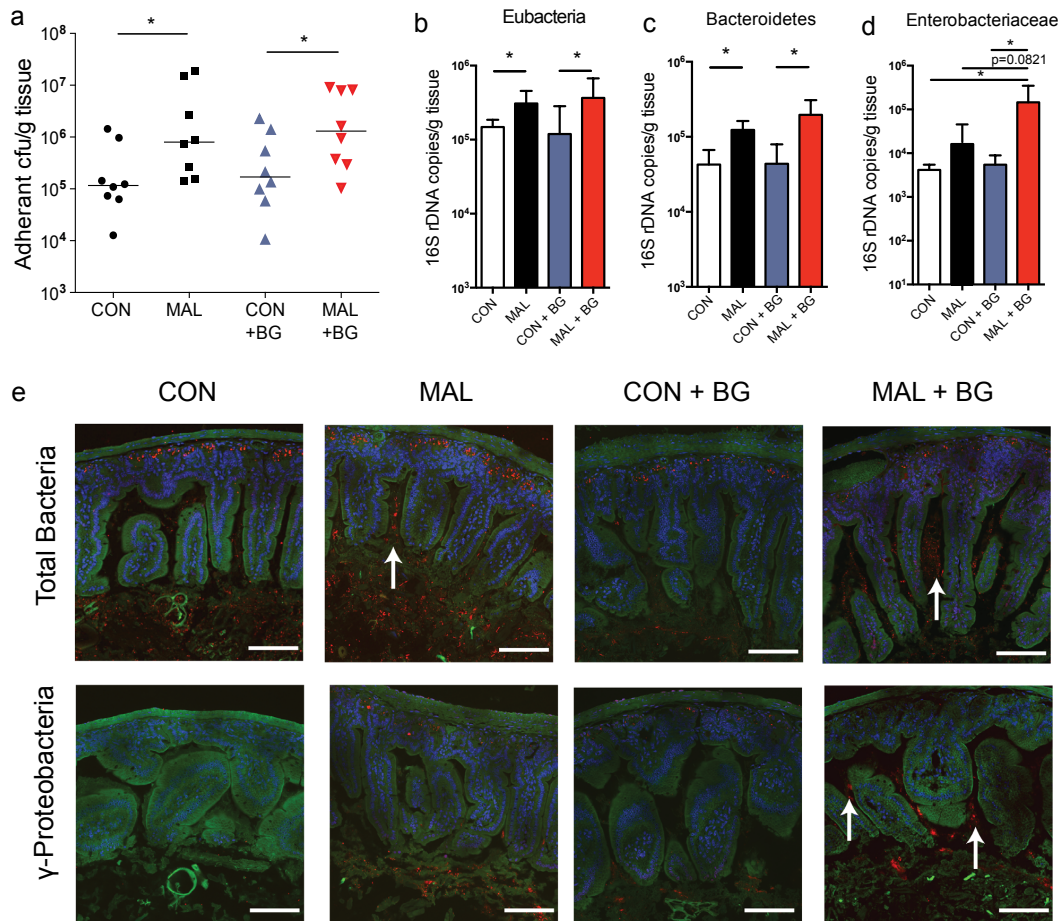 a
*
*
10⁸
10⁷
10⁶
10⁵
10⁴
10³
Adherant cfu/g tissue
CON
MAL
CON
+BG
MAL
+BG
b
Eubacteria
*
*
10⁶
10⁵
10⁴
10³
16S rDNA copies/g tissue
CON
MAL
CON + BG
MAL + BG
c
Bacteroidetes
*
*
10⁶
10⁵
10⁴
10³
16S rDNA copies/g tissue
CON
MAL
CON + BG
MAL + BG
d
Enterobacteriaceae
*
p=0.0821
*
10⁶
10⁵
10⁴
10³
10²
10¹
16S rDNA copies/g tissue
CON
MAL
CON + BG
MAL + BG
e
CON
MAL
CON + BG
MAL + BG
Total Bacteria
γ-Proteobacteria